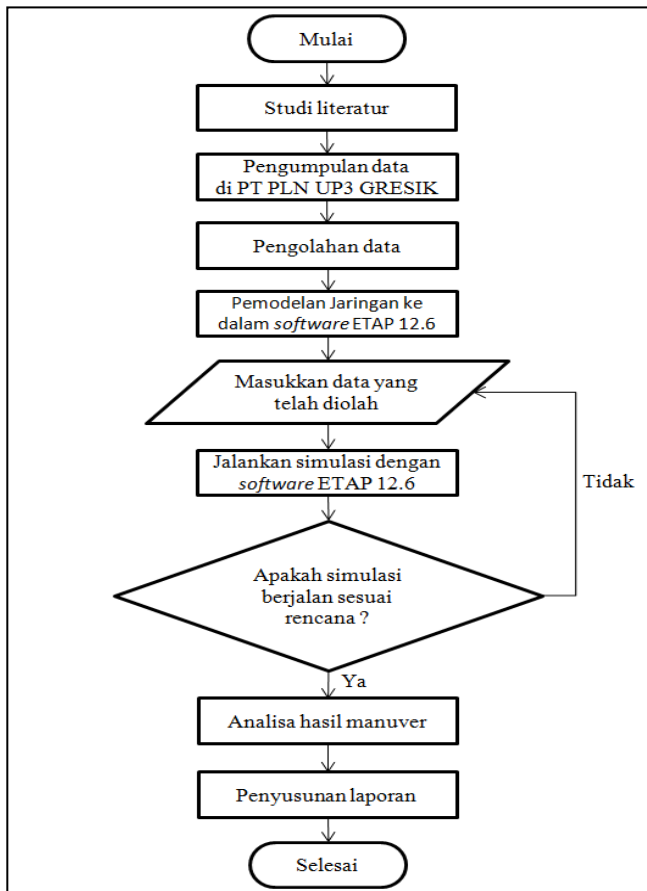 Mulai
Studi literatur
Pengumpulan data
di PT PLN UP3 GRESIK
Pengolahan data
Pemodelan Jaringan ke
dalam software ETAP 12.6
Masukkan data yang
telah diolah
Jalankan simulasi dengan
software ETAP 12.6
Tidak
Apakah simulasi
berjalan sesuai
rencana ?
Ya
Analisa hasil manuver
Penyusunan laporan
Selesai